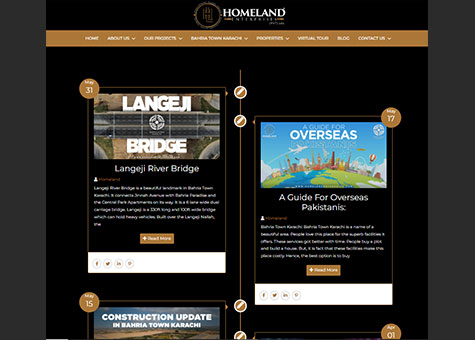 HOMELAND
ENTERPRISE
HOME
ABOUT US
OUR PROJECTS
BAHRIA TOWN KARACHI
PROPERTIES
VIRTUAL TOUR
BLOG
CONTACT US
May
31
LANGEJI
BRIDGE
Langeji River Bridge
Homeland
Langeji River Bridge is a beautiful landmark in Bahria Town
Karachi. It connects Jinnah Avenue with Bahria Paradise and
the Central Park Apartments on its way. It is a 6 lane wide dual
carriage bridge. Langeji is a 330ft long and 100ft wide bridge
which can hold heavy vehicles. Built over the Langeji Nallah,
the
Read More
May
17
A GUIDE FOR
OVERSEAS
A Guide For Overseas
Pakistanis:
Homeland
Bahria Town Karachi: Bahria Town Karachi is a name of a
beautiful area. People love this place for the superb facilities it
offers. These services got better with time. People buy a plot
and build a house. But, it is fact that these facilities make this
place costly. Hence, the best option is to buy
Read More
May
15
CONSTRUCTION UPDATE
IN BAHRIA TOWN KARACHI
Apr
01